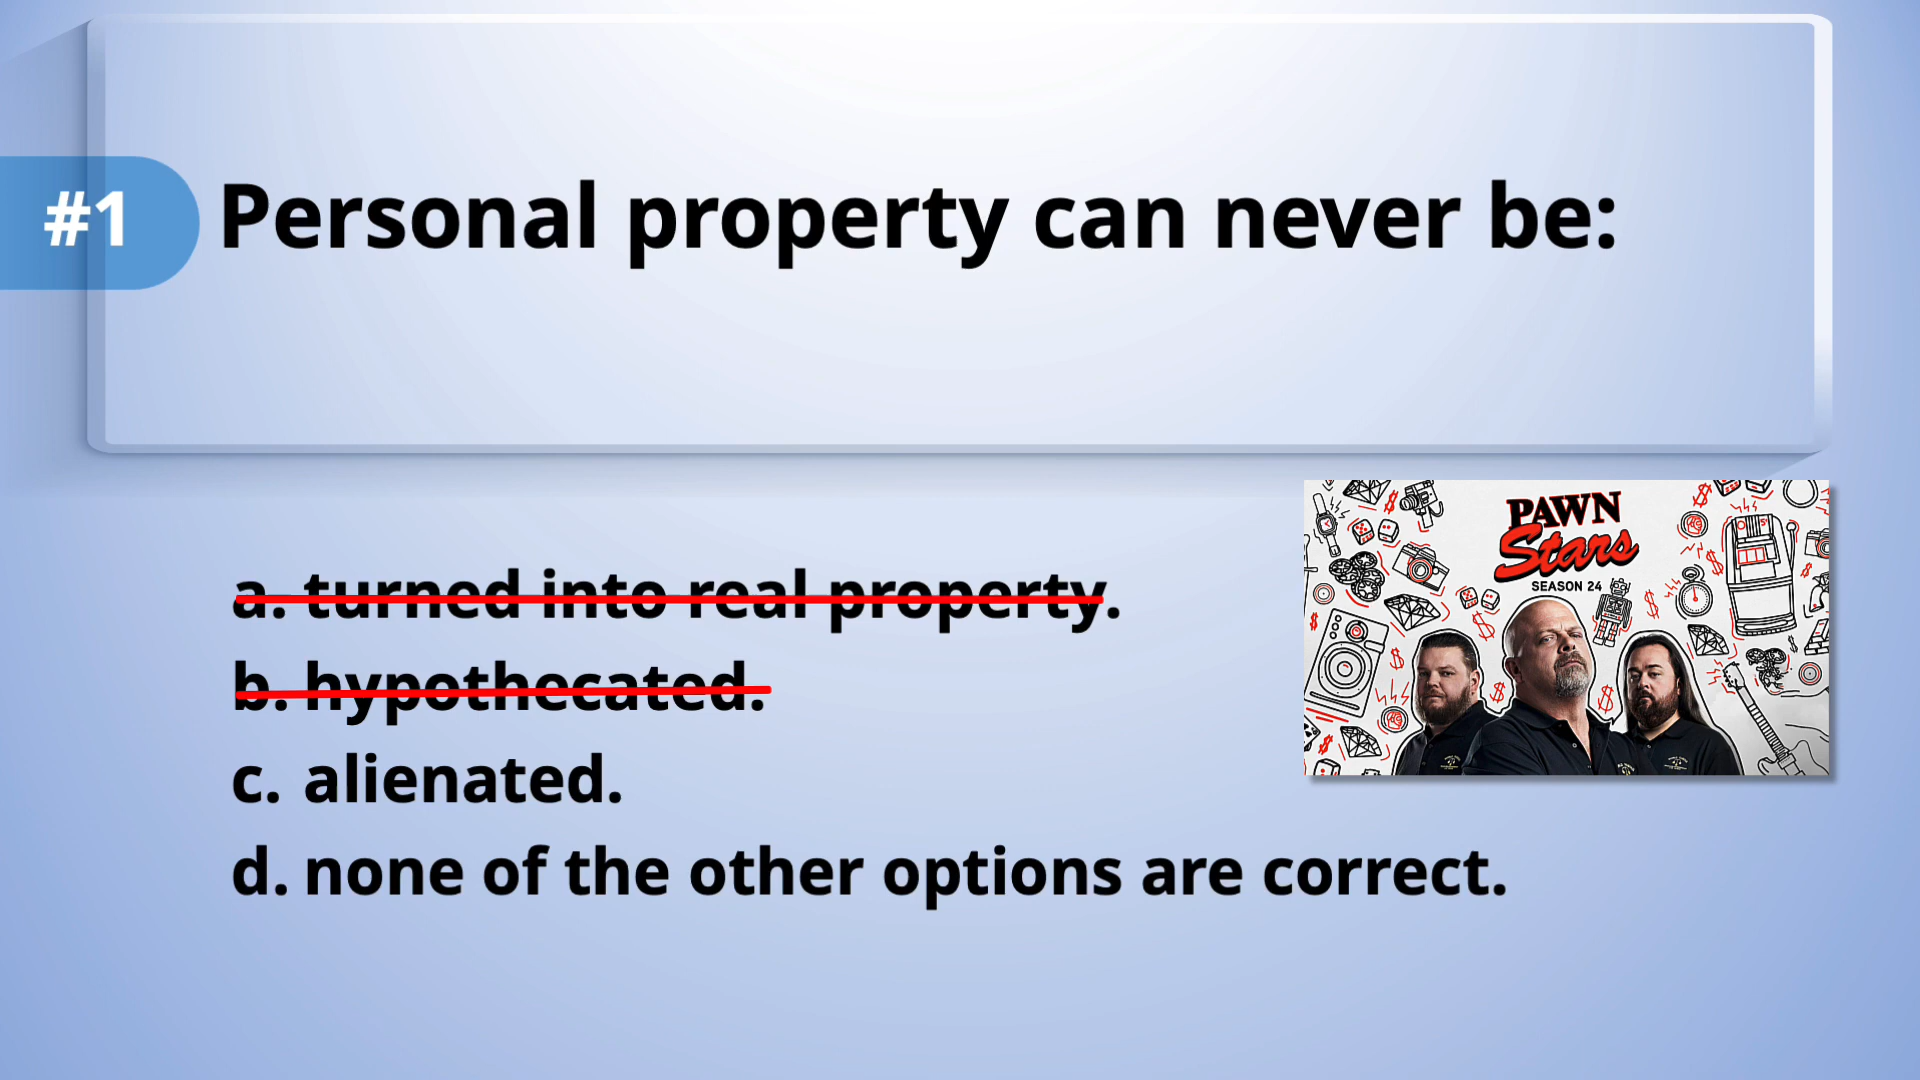 #1 Personal property can never be:
PAWN
Stars
SEASON 24
a. turned into real property.
b. hypothecated.
c. alienated.
d. none of the other options are correct.